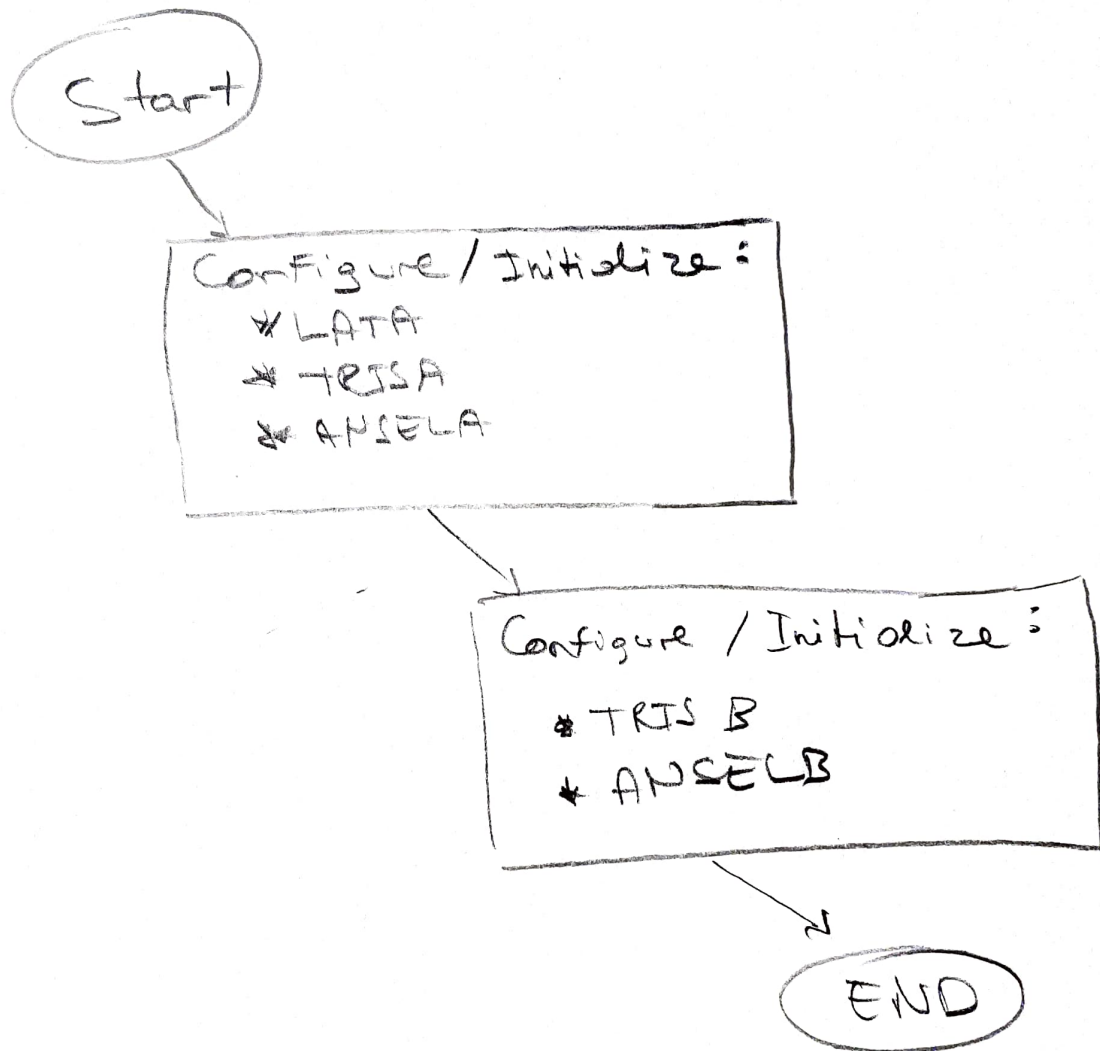 Start
Configure / Initialize :
* LATA
* TRISA
* ANSELA
Configure / Initialize :
* TRIS B
* ANSELB
END